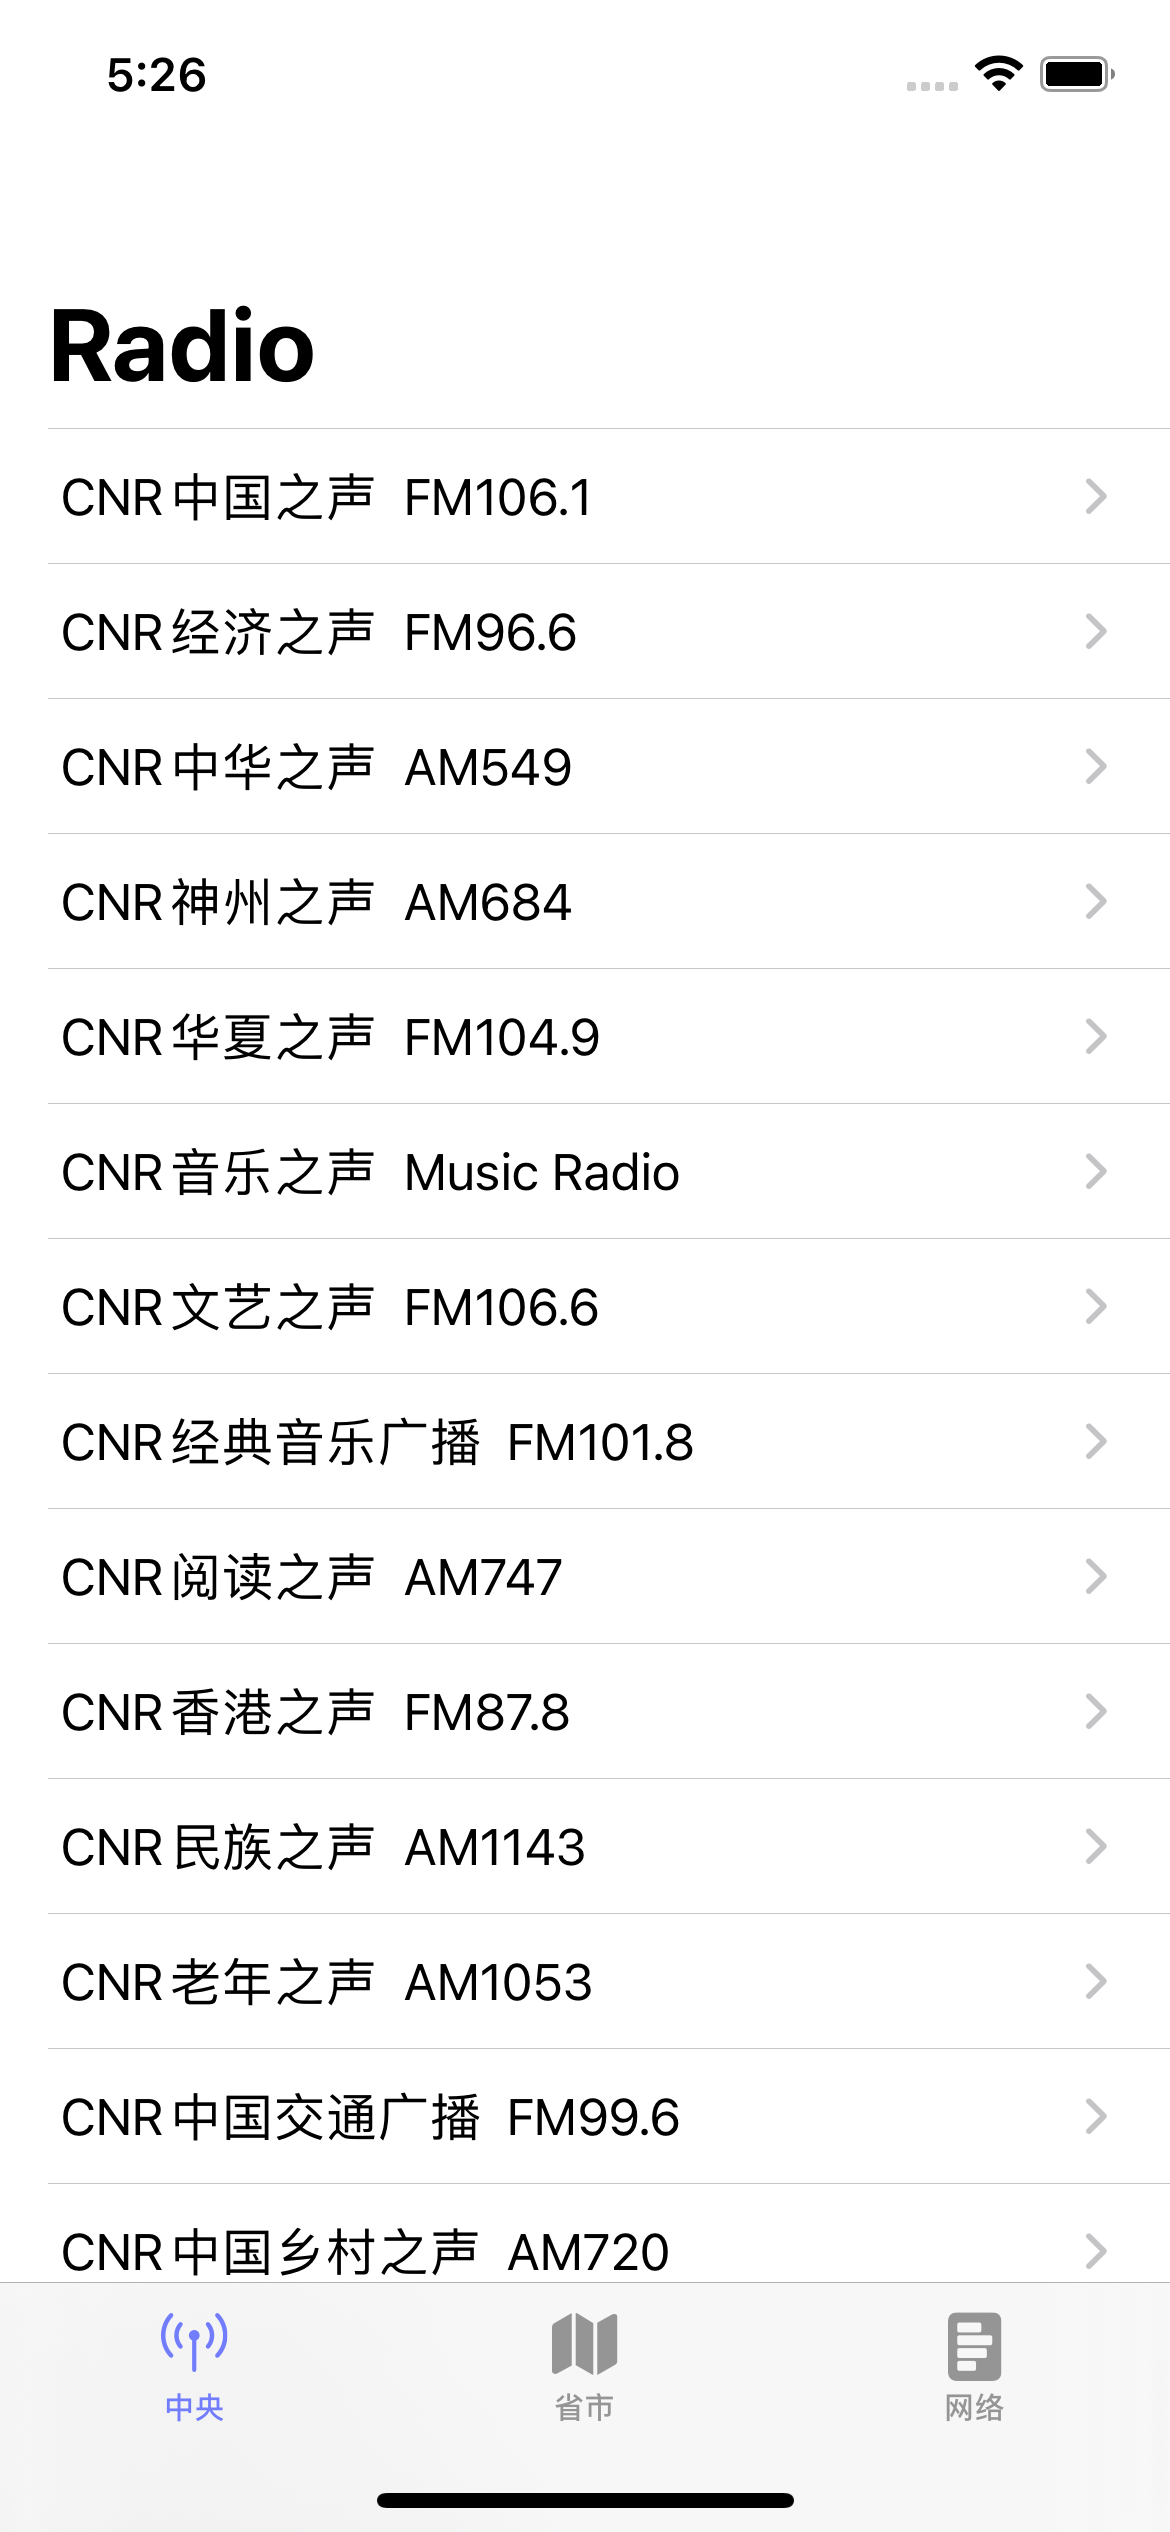 5:26
Radio
CNR中国之声 FM106.1
CNR经济之声 FM96.6
CNR中华之声 AM549
CNR神州之声 AM684
CNR华夏之声 FM104.9
CNR音乐之声 Music Radio
CNR文艺之声 FM106.6
CNR经典音乐广播 FM101.8
CNR阅读之声 AM747
CNR香港之声 FM87.8
CNR民族之声 AM1143
CNR老年之声 AM1053
CNR中国交通广播 FM99.6
CNR中国乡村之声 AM720
中央 省市 网络